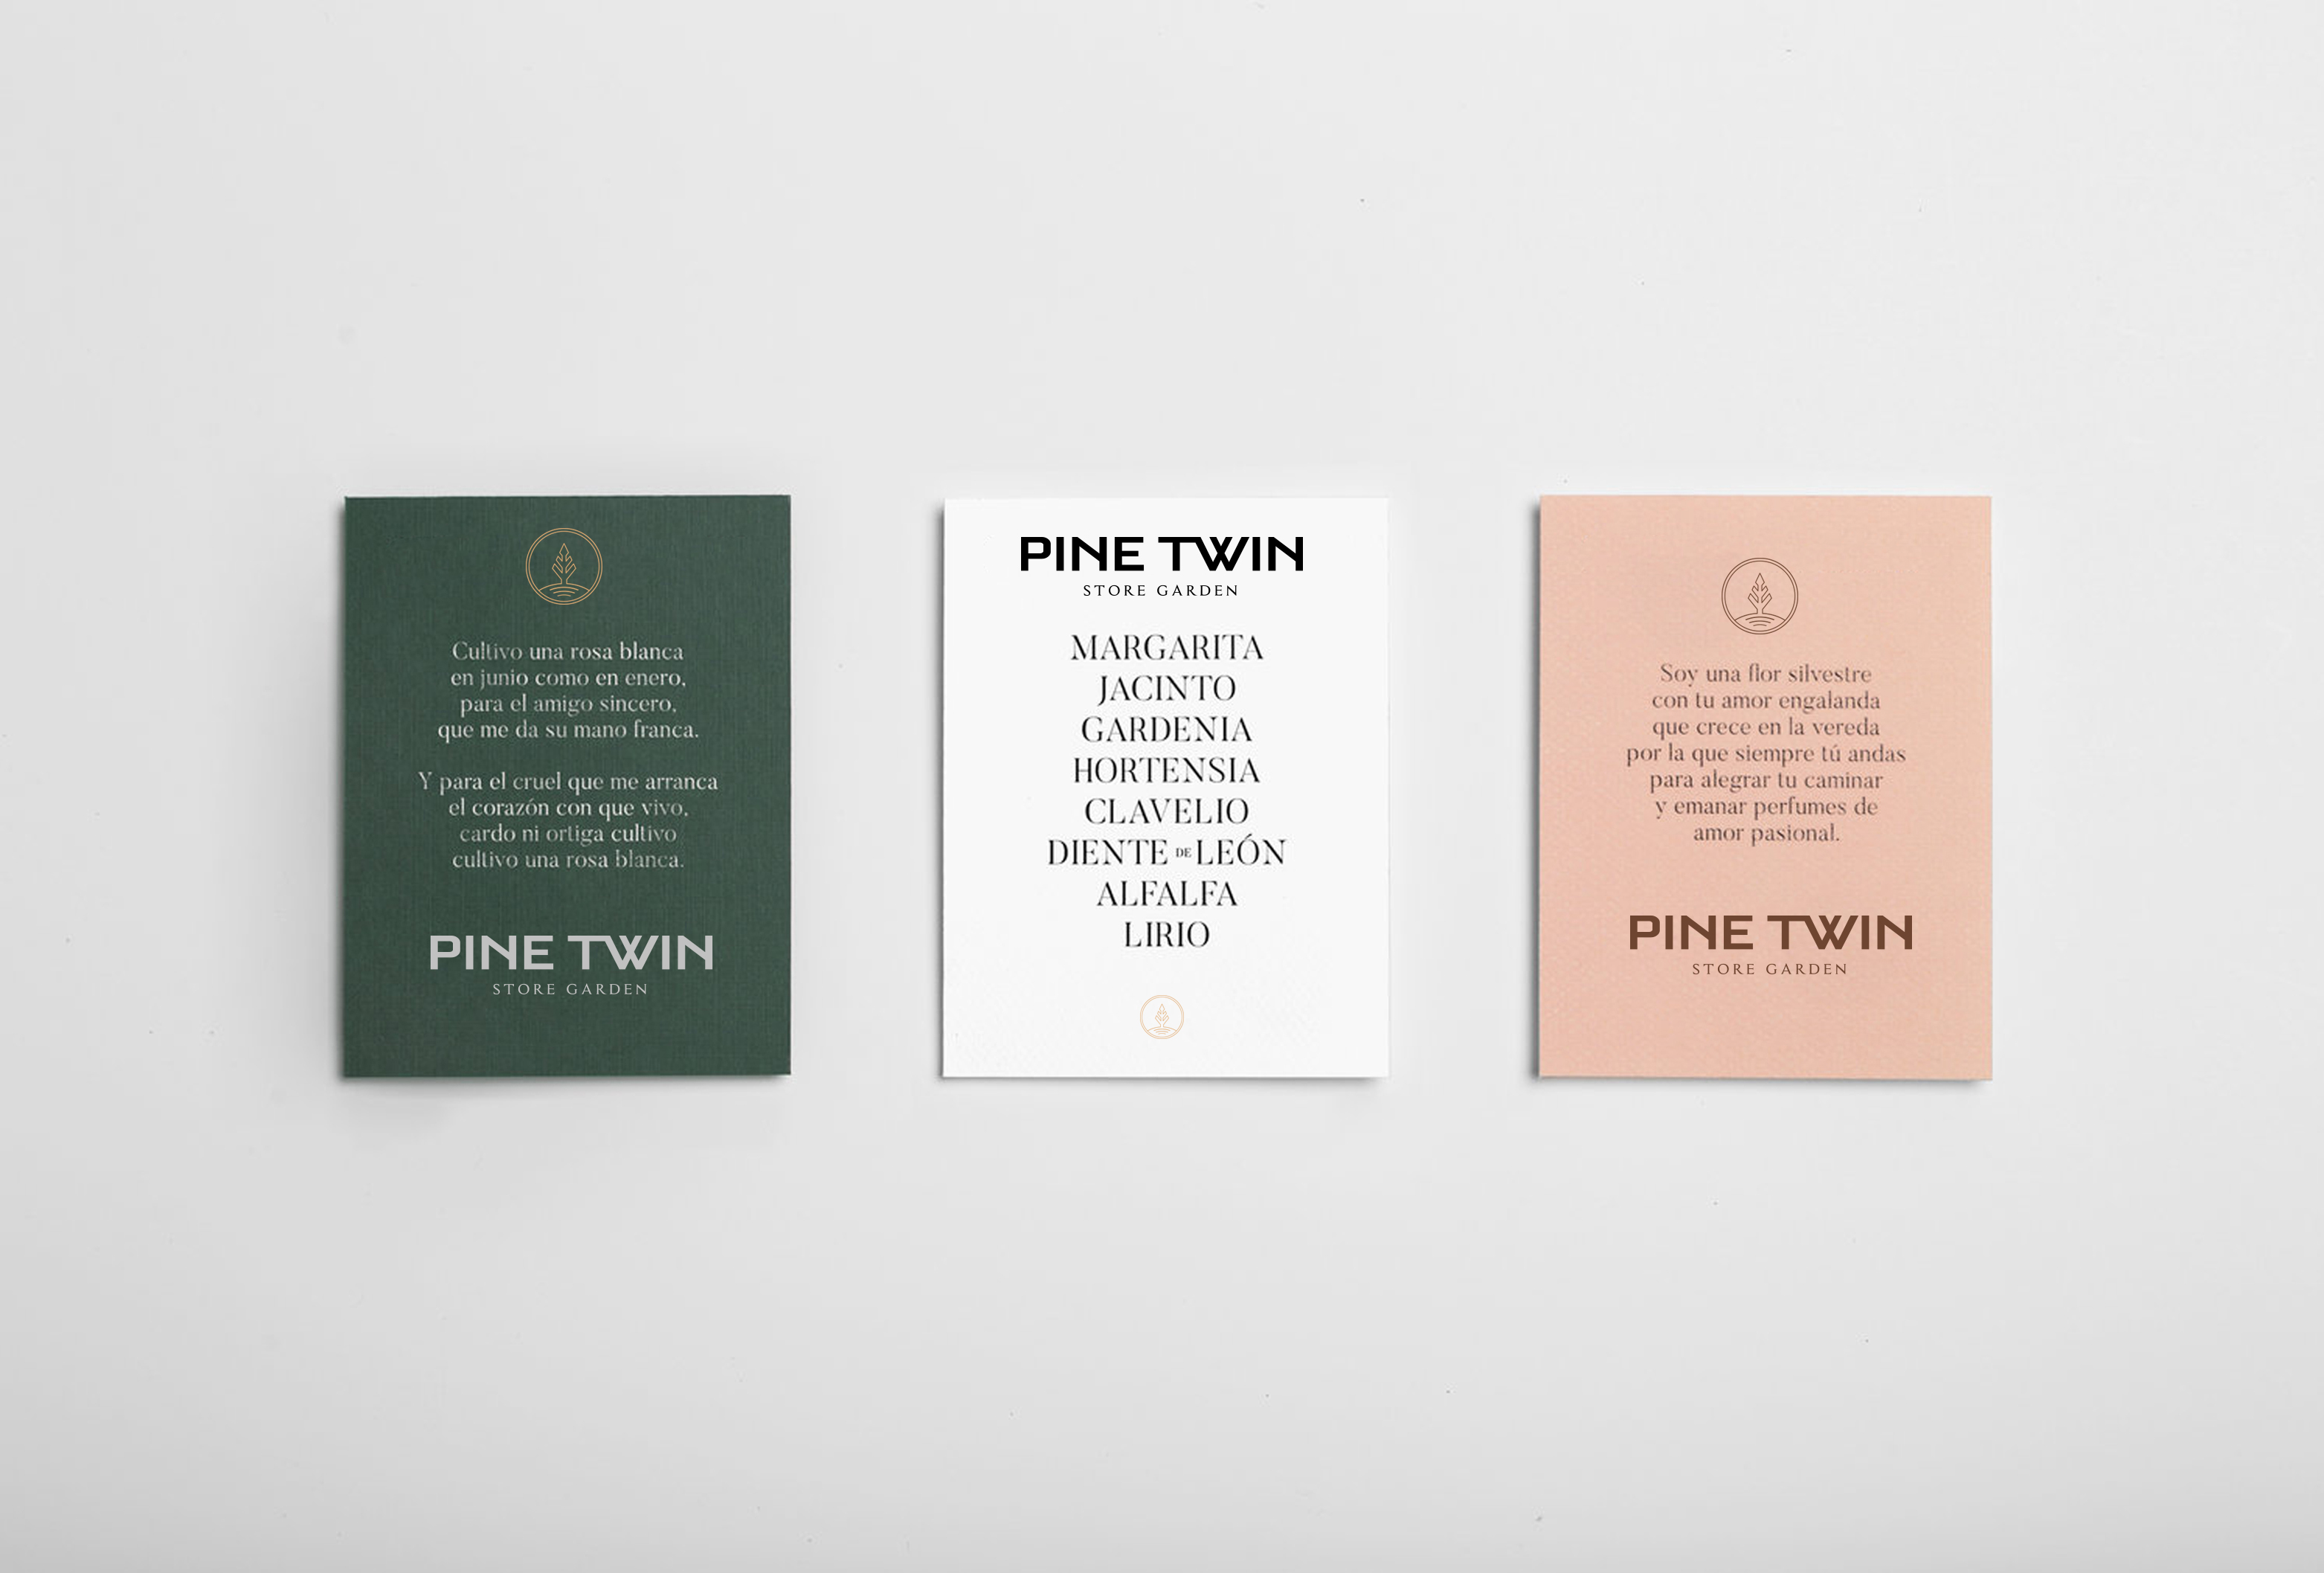 Cultivo una rosa blanca
en junio como en enero,
para el amigo sincero,
que me da su mano franca.
Y para el cruel que me arranca
el corazón con que vivo,
cardo ni ortiga cultivo
cultivo una rosa blanca.
PINE TWIN
STORE GARDEN
PINE TWIN
STORE GARDEN
MARGARITA
JACINTO
GARDENIA
HORTENSIA
CLAVELIO
DIENTE DE LEÓN
ALFALFA
LIRIO
Soy una flor silvestre
con tu amor engalanda
que crece en la vereda
por la que siempre tú andas
para alegrar tu caminar
y emanar perfumes de
amor pasional.
PINE TWIN
STORE GARDEN